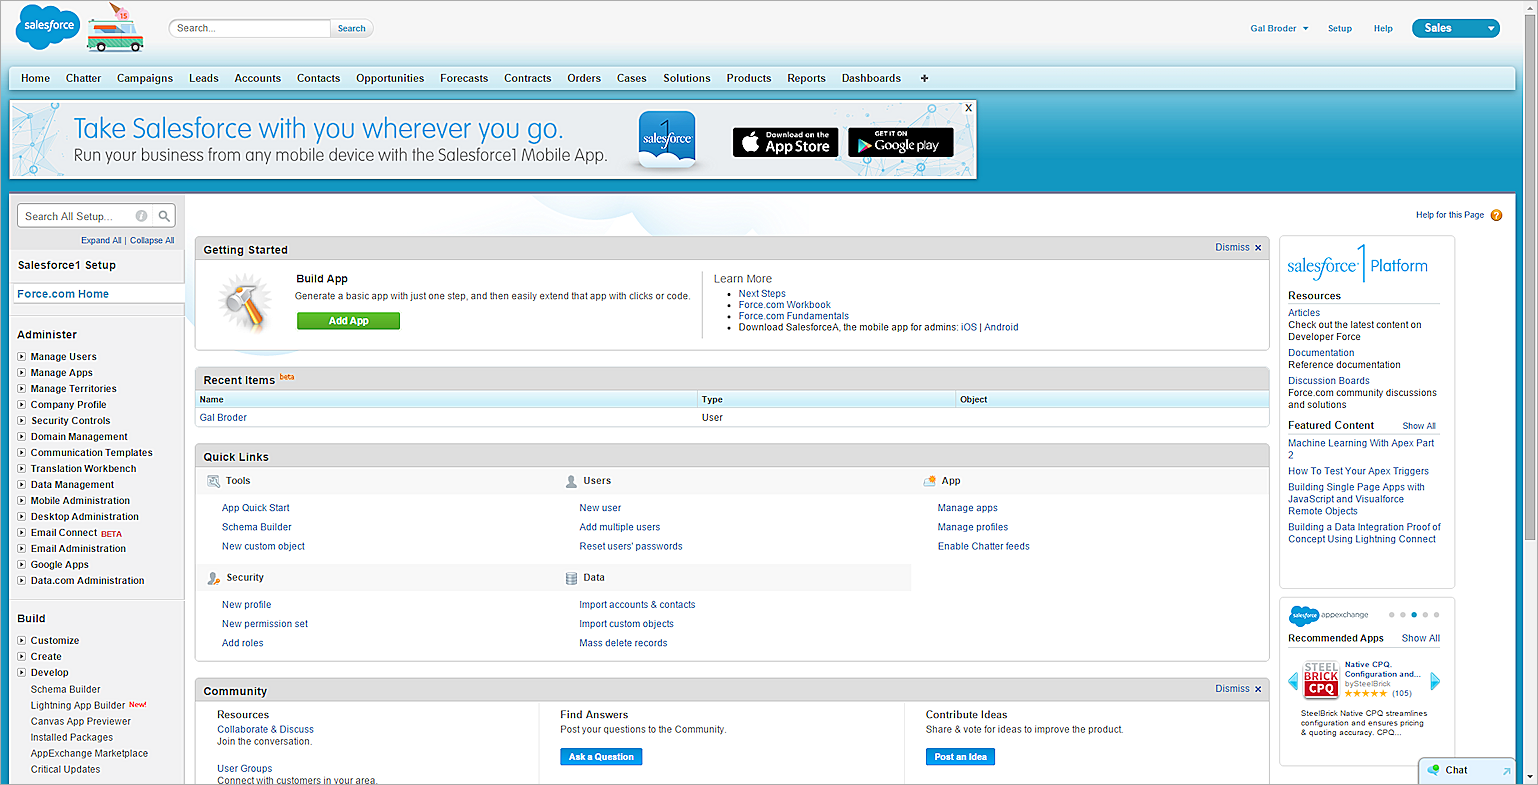 salesforce
15
Search...
Search
Gal Broder
Setup
Help
Sales
Home
Chatter
Campaigns
Leads
Accounts
Contacts
Opportunities
Forecasts
Contracts
Orders
Cases
Solutions
Products
Reports
Dashboards
+
Take Salesforce with you wherever you go.
Run your business from any mobile device with the Salesforce1 Mobile App.
1
salesforce
Download on the
App Store
GET IT ON
Google play
X
Search All Setup...
Expand All | Collapse All
Salesforce1 Setup
Force.com Home
Administer
Manage Users
Manage Apps
Manage Territories
Company Profile
Security Controls
Domain Management
Communication Templates
Translation Workbench
Data Management
Mobile Administration
Desktop Administration
Email Connect BETA
Email Administration
Google Apps
Data.com Administration
Build
Customize
Create
Develop
Schema Builder
Lightning App Builder New!
Canvas App Previewer
Installed Packages
AppExchange Marketplace
Critical Updates
Help for this Page ?
Getting Started
Dismiss x
Build App
Generate a basic app with just one step, and then easily extend that app with clicks or code.
Add App
Learn More
• Next Steps
• Force.com Workbook
• Force.com Fundamentals
• Download SalesforceA, the mobile app for admins: iOS | Android
Recent Items beta
Name Type Object
Gal Broder User
Quick Links
Tools
App Quick Start
Schema Builder
New custom object
Users
New user
Add multiple users
Reset users' passwords
App
Manage apps
Manage profiles
Enable Chatter feeds
Security
New profile
New permission set
Add roles
Data
Import accounts & contacts
Import custom objects
Mass delete records
Community
Dismiss x
Resources
Collaborate & Discuss
Join the conversation.
User Groups
Connect with customers in your area.
Find Answers
Post your questions to the Community.
Ask a Question
Contribute Ideas
Share & vote for ideas to improve the product.
Post an Idea
salesforce1 Platform
Resources
Articles
Check out the latest content on
Developer Force
Documentation
Reference documentation
Discussion Boards
Force.com community discussions
and solutions
Featured Content Show All
Machine Learning With Apex Part
2
How To Test Your Apex Triggers
Building Single Page Apps with
JavaScript and Visualforce
Remote Objects
Building a Data Integration Proof of
Concept Using Lightning Connect
salesforce appexchange
Recommended Apps Show All
STEEL
BRICK
CPQ
Native CPQ.
Configuration and...
bySteelBrick
(105)
SteelBrick Native CPQ streamlines
configuration and ensures pricing
& quoting accuracy. CPQ...
Chat